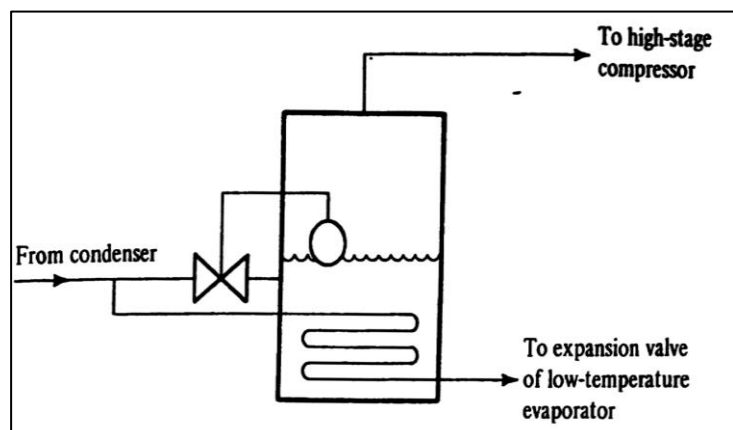 To high-stage
compressor
From condenser
To expansion valve
of low-temperature
evaporator